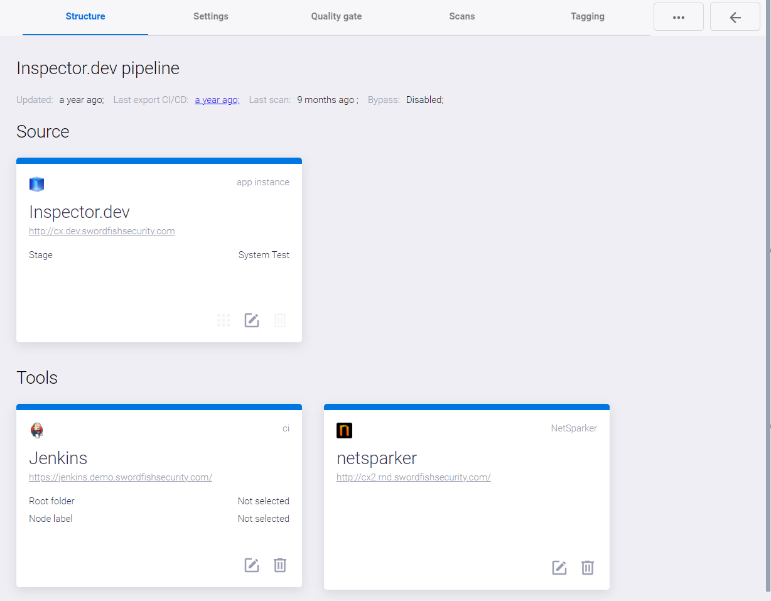 Structure Settings Quality gate Scans Tagging
Inspector.dev pipeline
Updated: a year ago; Last export CI/CD: a year ago; Last scan: 9 months ago ; Bypass: Disabled;
Source
app instance
Inspector.dev
http://cx.dev.swordfishsecurity.com
Stage System Test
Tools
ci
Jenkins
https://jenkins.demo.swordfishsecurity.com/
Root folder Not selected
Node label Not selected
NetSparker
netsparker
http://cx2.rnd.swordfishsecurity.com/